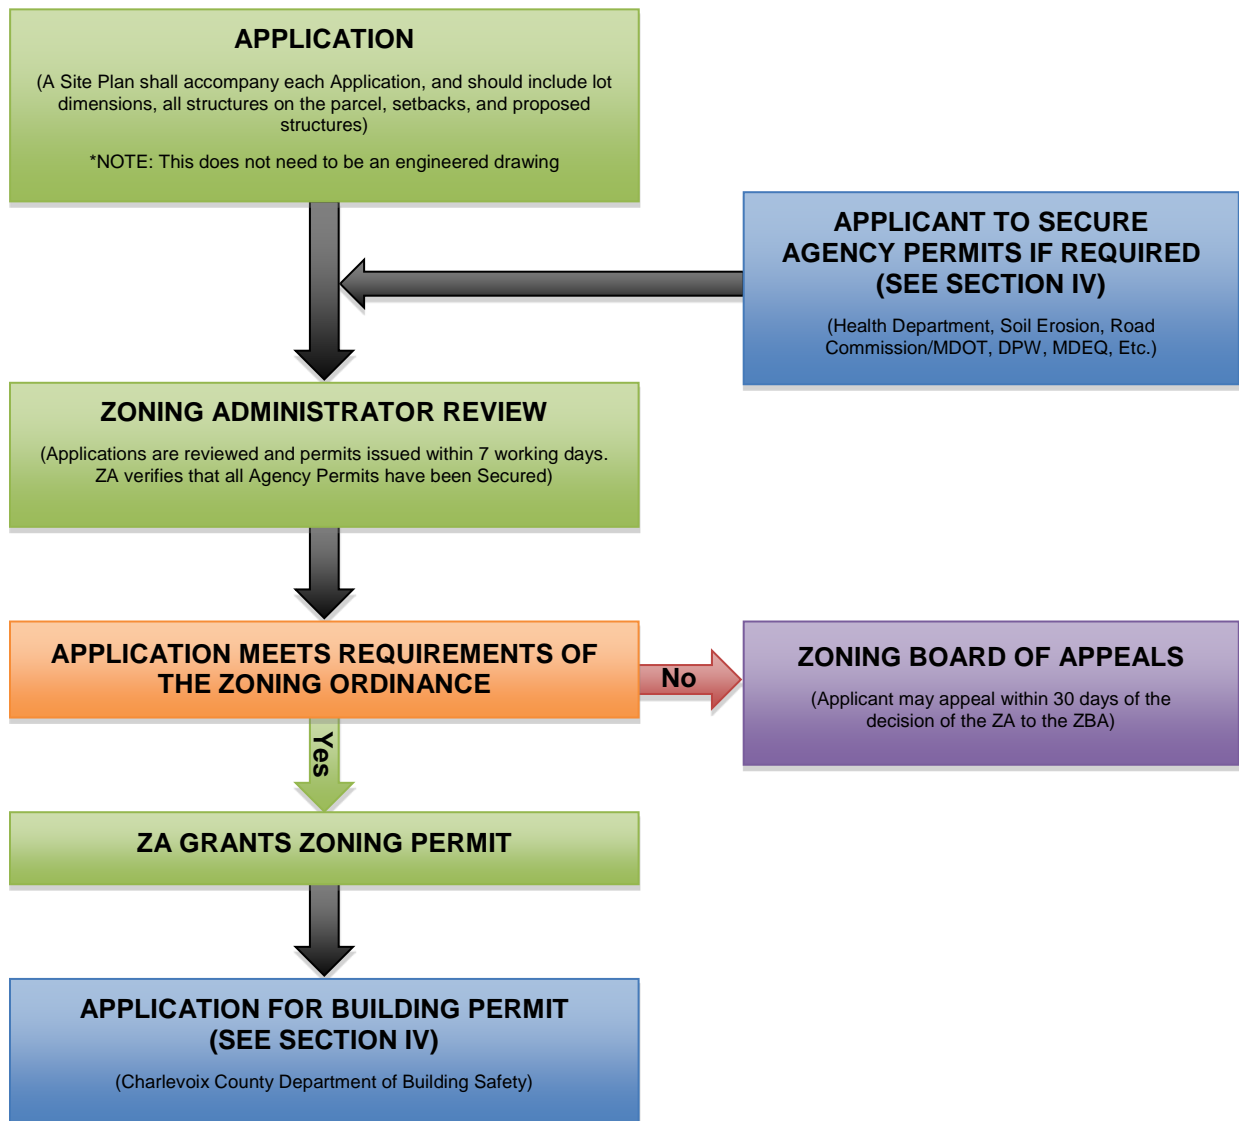 APPLICATION
(A Site Plan shall accompany each Application, and should include lot
dimensions, all structures on the parcel, setbacks, and proposed
structures)
*NOTE: This does not need to be an engineered drawing
APPLICANT TO SECURE
AGENCY PERMITS IF REQUIRED
(SEE SECTION IV)
(Health Department, Soil Erosion, Road
Commission/MDOT, DPW, MDEQ, Etc.)
ZONING ADMINISTRATOR REVIEW
(Applications are reviewed and permits issued within 7 working days.
ZA verifies that all Agency Permits have been Secured)
APPLICATION MEETS REQUIREMENTS OF
THE ZONING ORDINANCE
No
ZONING BOARD OF APPEALS
(Applicant may appeal within 30 days of the
decision of the ZA to the ZBA)
Yes
ZA GRANTS ZONING PERMIT
APPLICATION FOR BUILDING PERMIT
(SEE SECTION IV)
(Charlevoix County Department of Building Safety)